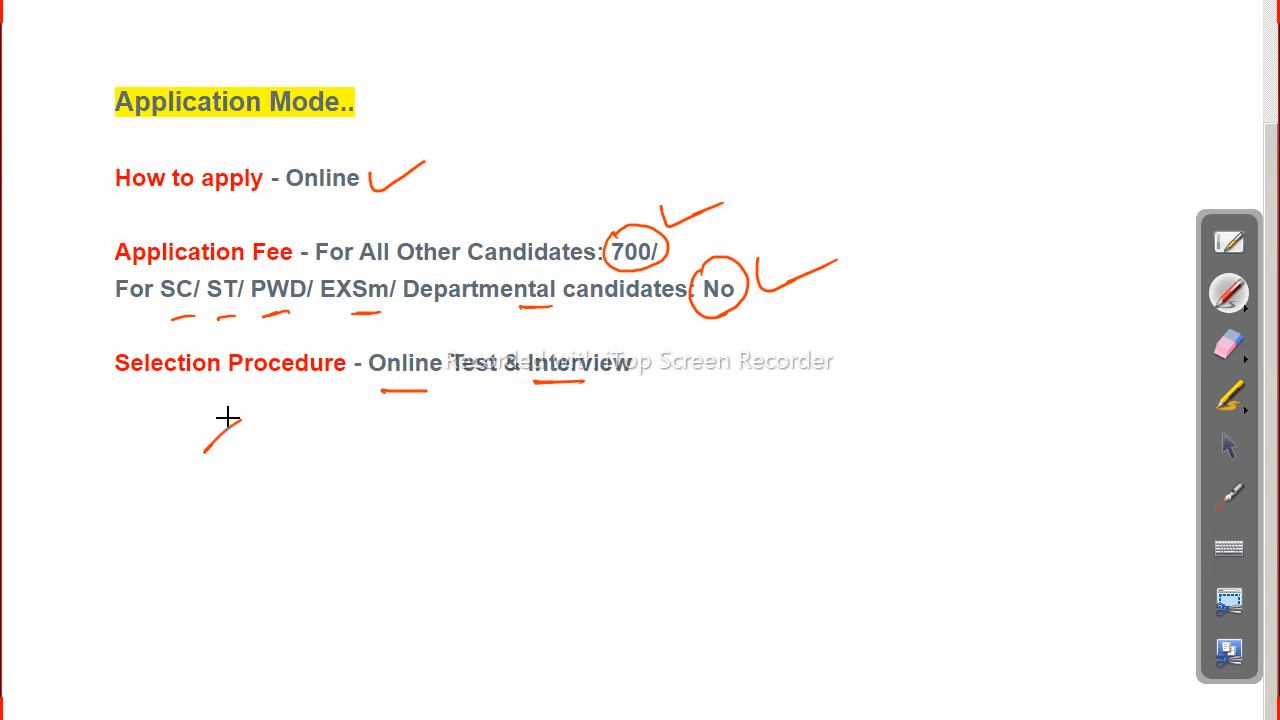 Application Mode..
How to apply - Online
Application Fee - For All Other Candidates: 700/
For SC/ ST/ PWD/ EXSm/ Departmental candidates: No
Selection Procedure - Online Test & Interview
Recorded with iTop Screen Recorder